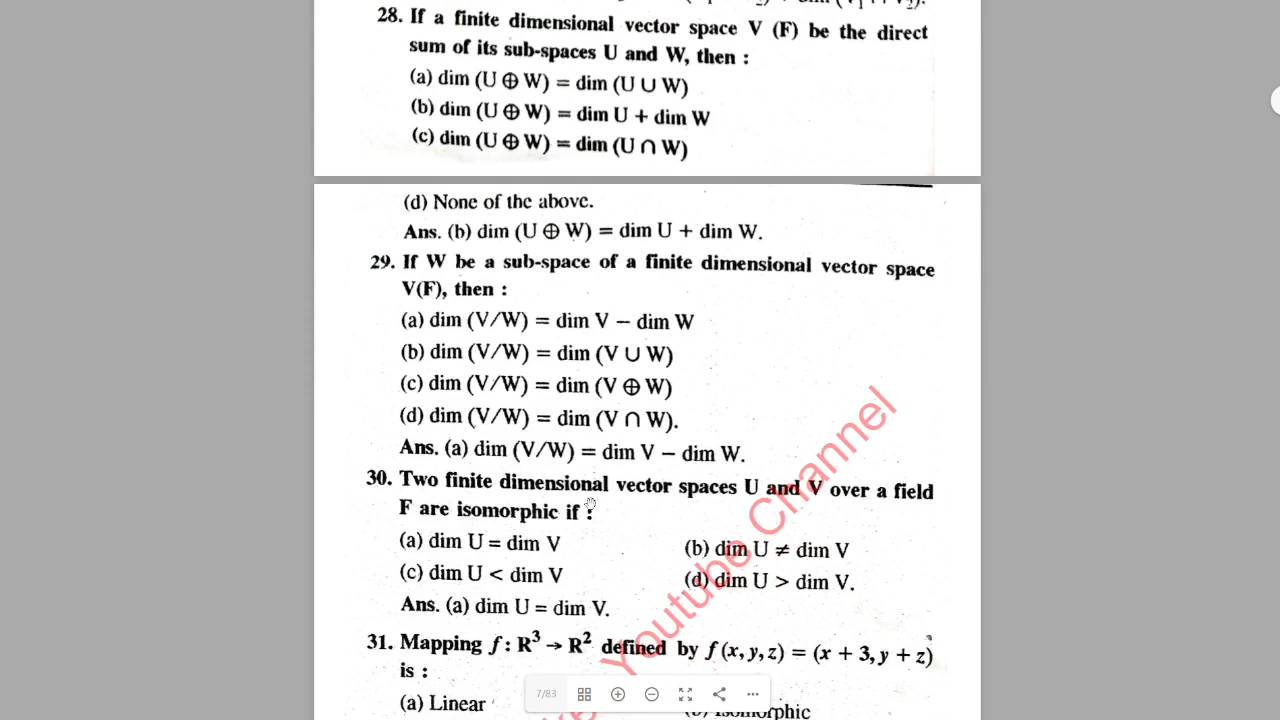 28. If a finite dimensional vector space V (F) be the direct
sum of its sub-spaces U and W, then :
(a) dim (U ⊕ W) = dim (U ∪ W)
(b) dim (U ⊕ W) = dim U + dim W
(c) dim (U ⊕ W) = dim (U ∩ W)
(d) None of the above.
Ans. (b) dim (U ⊕ W) = dim U + dim W.
29. If W be a sub-space of a finite dimensional vector space
V(F), then :
(a) dim (V/W) = dim V − dim W
(b) dim (V/W) = dim (V ∪ W)
(c) dim (V/W) = dim (V ⊕ W)
(d) dim (V/W) = dim (V ∩ W).
Ans. (a) dim (V/W) = dim V − dim W.
30. Two finite dimensional vector spaces U and V over a field
F are isomorphic if :
(a) dim U = dim V (b) dim U ≠ dim V
(c) dim U < dim V (d) dim U > dim V.
Ans. (a) dim U = dim V.
31. Mapping f : R³ → R² defined by f (x, y, z) = (x + 3, y + z)
is :
(a) Linear
Youtube Channel
7/83